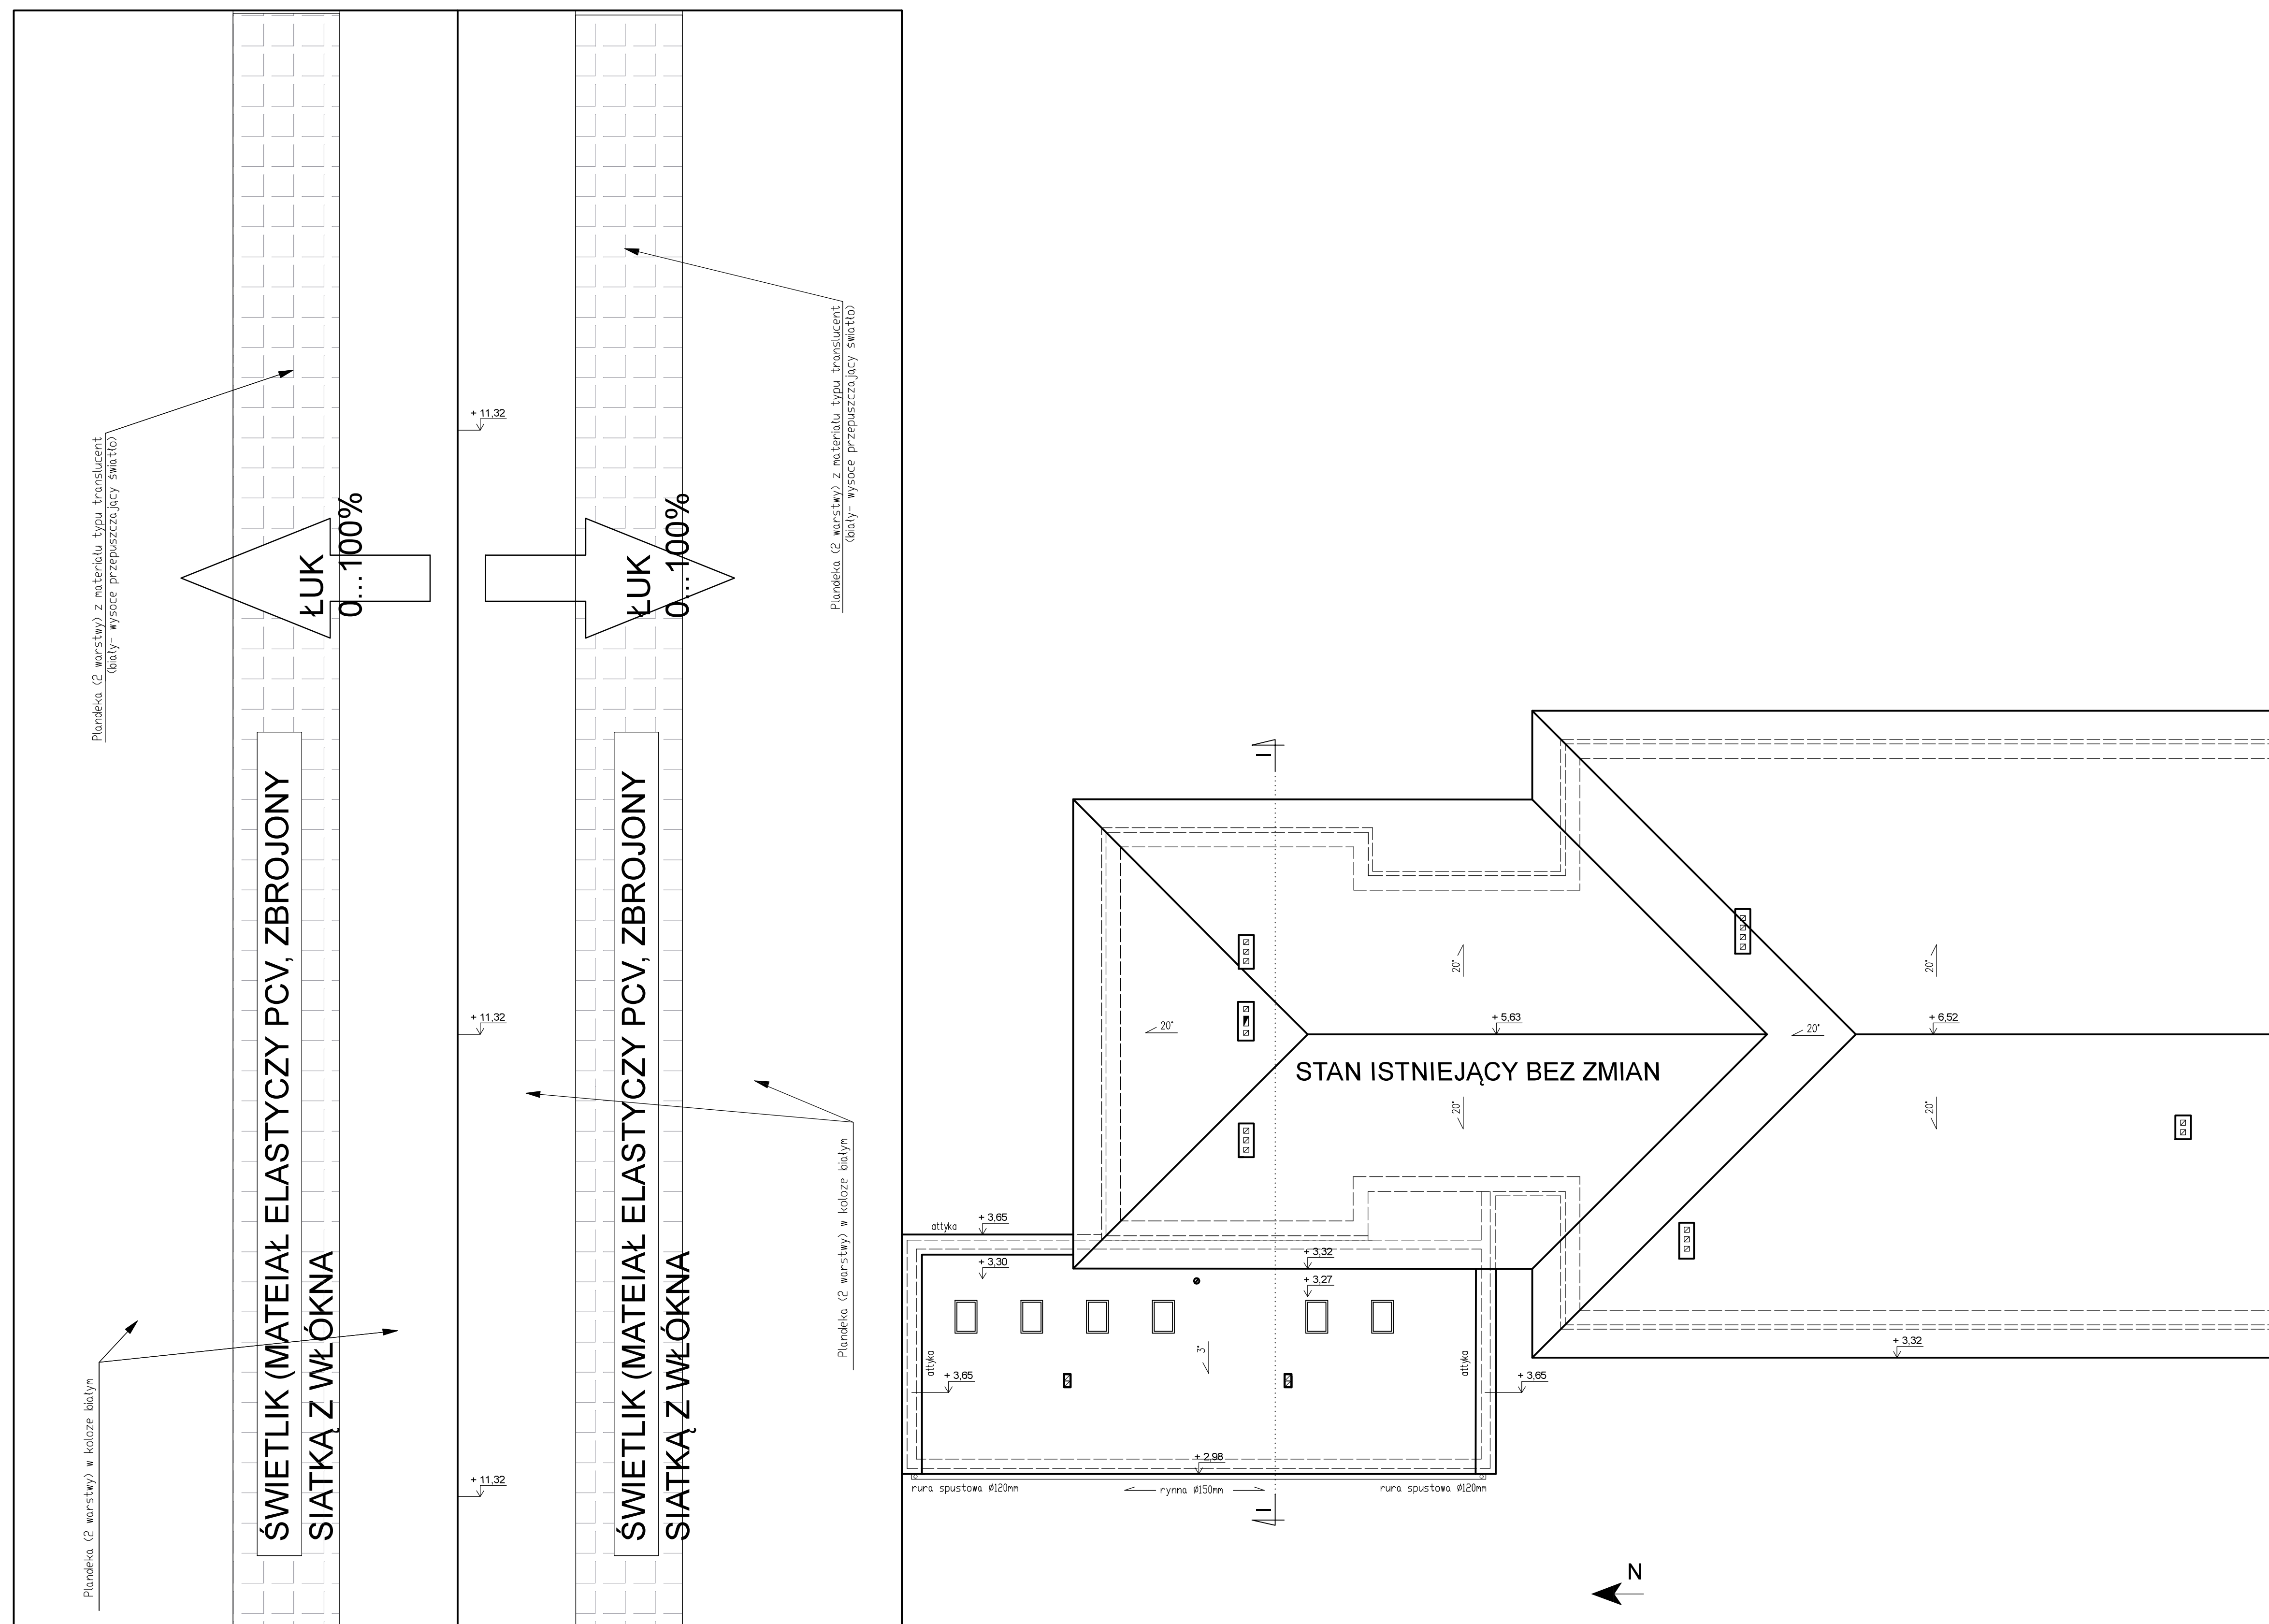 Plandeka (2 warstwy) z materiału typu translucent
(biały- wysoce przepuszczający światło)
Plandeka (2 warstwy) z materiału typu translucent
(biały- wysoce przepuszczający światło)
+ 11,32
ŁUK
0...100%
ŁUK
0...100%
ŚWIETLIK (MATEIAŁ ELASTYCZY PCV, ZBROJONY
SIATKĄ Z WŁÓKNA
ŚWIETLIK (MATEIAŁ ELASTYCZY PCV, ZBROJONY
SIATKĄ Z WŁÓKNA
+ 11,32
+ 11,32
Plandeka (2 warstwy) w koloze białym
Plandeka (2 warstwy) w koloze białym
I
20°
20°
20°
+ 5,63
+ 6,52
20°
STAN ISTNIEJĄCY BEZ ZMIAN
20°
20°
attyka
+ 3,65
+ 3,30
+ 3,32
+ 3,27
+ 3,32
attyka
+ 3,65
3°
attyka
+ 3,65
+ 2,98
rura spustowa Ø120mm
rynna Ø150mm
rura spustowa Ø120mm
I
N